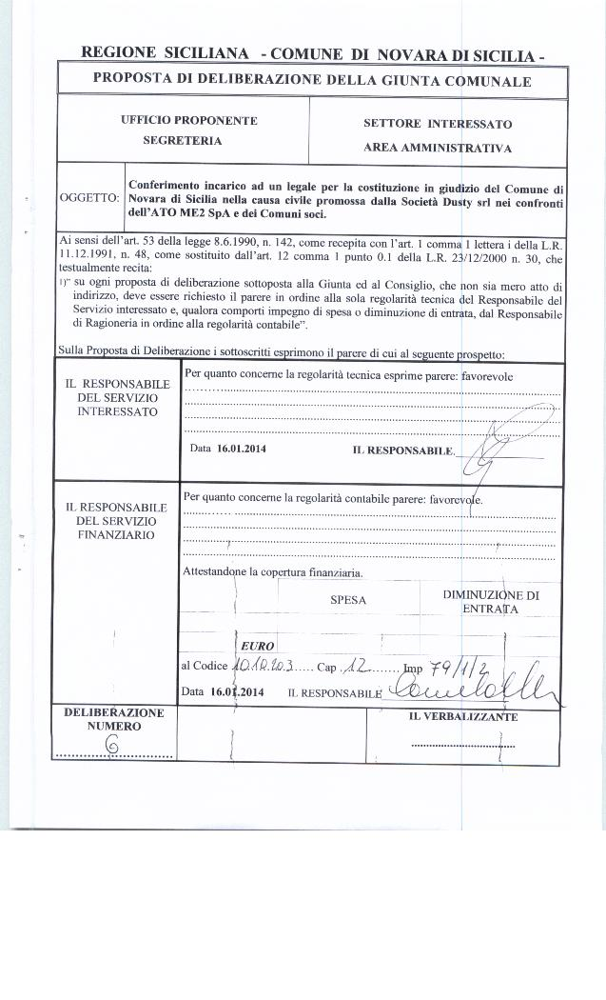 REGIONE SICILIANA - COMUNE DI NOVARA DI SICILIA -
PROPOSTA DI DELIBERAZIONE DELLA GIUNTA COMUNALE
UFFICIO PROPONENTE
SEGRETERIA
SETTORE INTERESSATO
AREA AMMINISTRATIVA
OGGETTO:
Conferimento incarico ad un legale per la costituzione in giudizio del Comune di
Novara di Sicilia nella causa civile promossa dalla Società Dusty srl nei confronti
dell'ATO ME2 SpA e dei Comuni soci.
Ai sensi dell'art. 53 della legge 8.6.1990, n. 142, come recepita con l'art. 1 comma 1 lettera i della L.R.
11.12.1991, n. 48, come sostituito dall'art. 12 comma 1 punto 0.1 della L.R. 23/12/2000 n. 30, che
testualmente recita:
1)" su ogni proposta di deliberazione sottoposta alla Giunta ed al Consiglio, che non sia mero atto di
indirizzo, deve essere richiesto il parere in ordine alla sola regolarità tecnica del Responsabile del
Servizio interessato e, qualora comporti impegno di spesa o diminuzione di entrata, dal Responsabile
di Ragioneria in ordine alla regolarità contabile".
Sulla Proposta di Deliberazione i sottoscritti esprimono il parere di cui al seguente prospetto:
IL RESPONSABILE
DEL SERVIZIO
INTERESSATO
Per quanto concerne la regolarità tecnica esprime parere: favorevole
Data 16.01.2014 IL RESPONSABILE.
IL RESPONSABILE
DEL SERVIZIO
FINANZIARIO
Per quanto concerne la regolarità contabile parere: favorevole.
Attestandone la copertura finanziaria.
SPESA
DIMINUZIONE DI
ENTRATA
EURO
al Codice 10.10.203 Cap. 12 Imp 79/1/2
Data 16.01.2014 IL RESPONSABILE
DELIBERAZIONE
NUMERO
6
IL VERBALIZZANTE